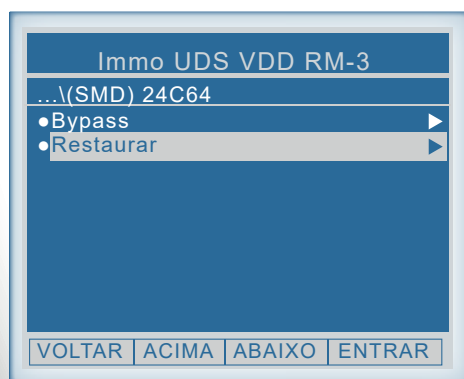 Immo UDS VDD RM-3
...\(SMD) 24C64
●Bypass ▶
●Restaurar ▶
VOLTAR ACIMA ABAIXO ENTRAR